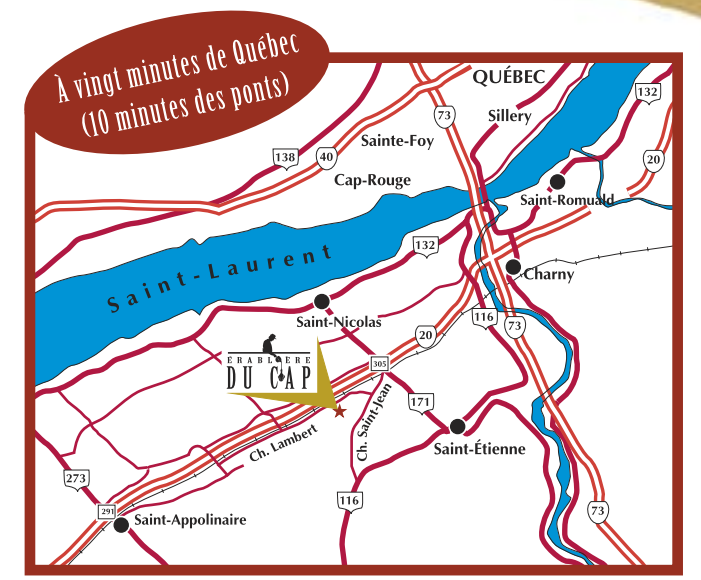 À vingt minutes de Québec
(10 minutes des ponts)
QUÉBEC
132
73
Sillery
Sainte-Foy
138
40
20
Cap-Rouge
Saint-Romuald
132
Saint-Laurent
Charny
Saint-Nicolas
116
73
20
ÉRABLIÈRE
DU CAP
305
171
Ch. Saint-Jean
Ch. Lambert
Saint-Étienne
273
116
291
Saint-Appolinaire
73